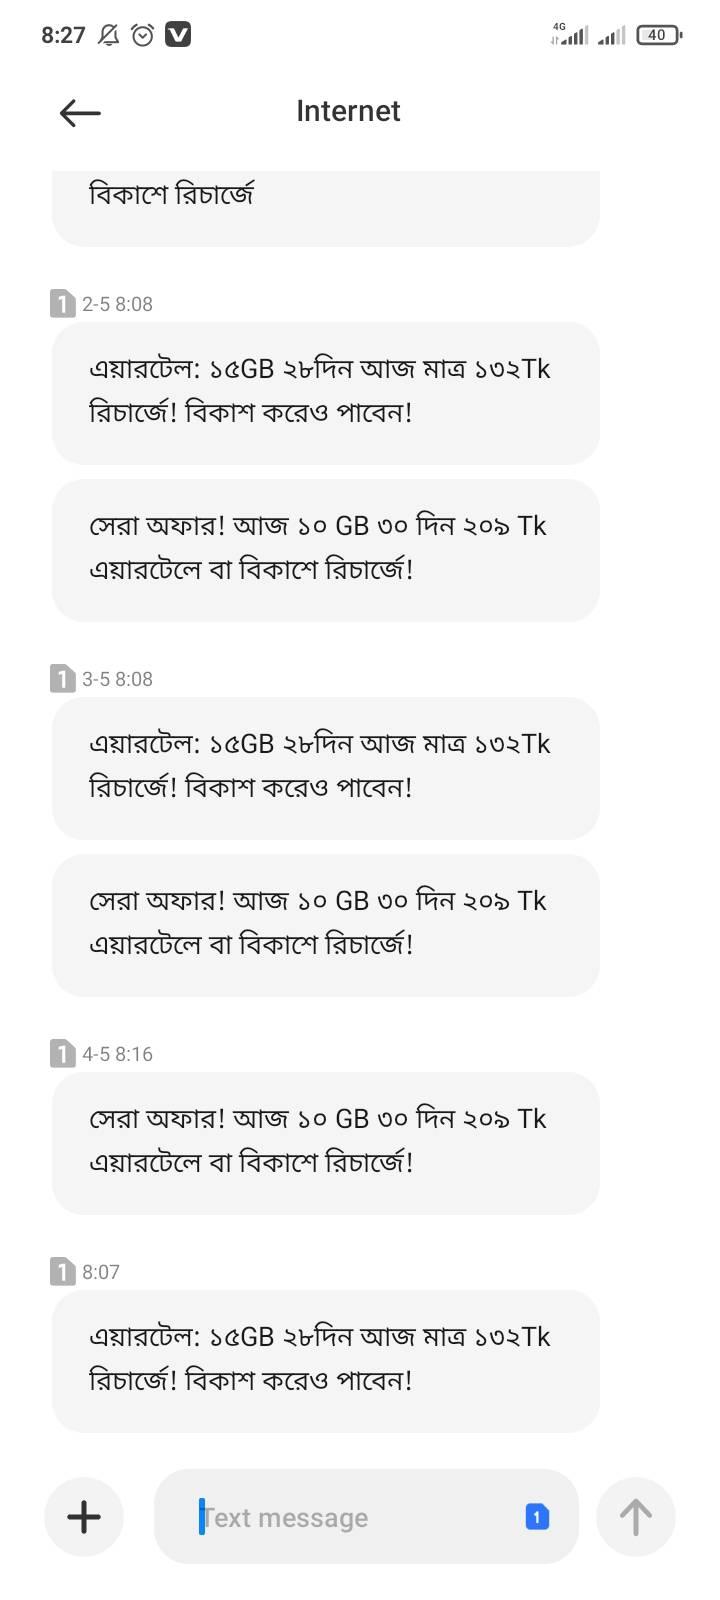 8:27
4G
40
Internet
বিকাশে রিচার্জে
1 2-5 8:08
এয়ারটেল: ১৫GB ২৮দিন আজ মাত্র ১৩২Tk
রিচার্জে! বিকাশ করেও পাবেন!
সেরা অফার! আজ ১০ GB ৩০ দিন ২০৯ Tk
এয়ারটেলে বা বিকাশে রিচার্জে!
1 3-5 8:08
এয়ারটেল: ১৫GB ২৮দিন আজ মাত্র ১৩২Tk
রিচার্জে! বিকাশ করেও পাবেন!
সেরা অফার! আজ ১০ GB ৩০ দিন ২০৯ Tk
এয়ারটেলে বা বিকাশে রিচার্জে!
1 4-5 8:16
সেরা অফার! আজ ১০ GB ৩০ দিন ২০৯ Tk
এয়ারটেলে বা বিকাশে রিচার্জে!
1 8:07
এয়ারটেল: ১৫GB ২৮দিন আজ মাত্র ১৩২Tk
রিচার্জে! বিকাশ করেও পাবেন!
Text message
1